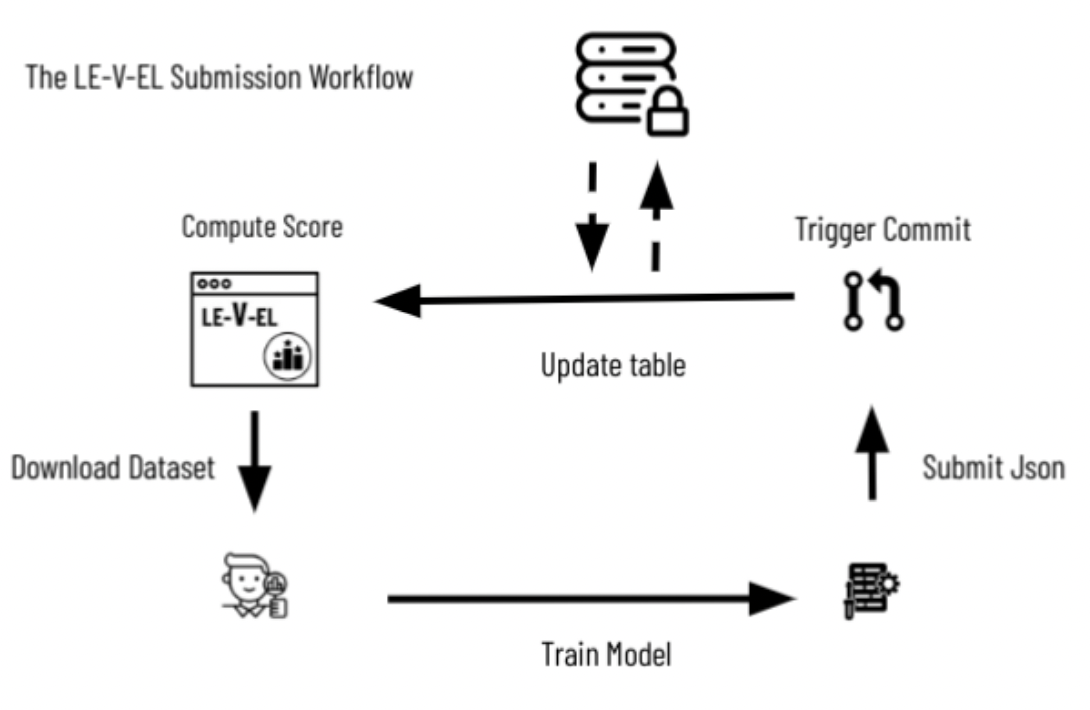 The LE-V-EL Submission Workflow
Compute Score
Trigger Commit
LE-V-EL
Update table
Download Dataset
Submit Json
Train Model